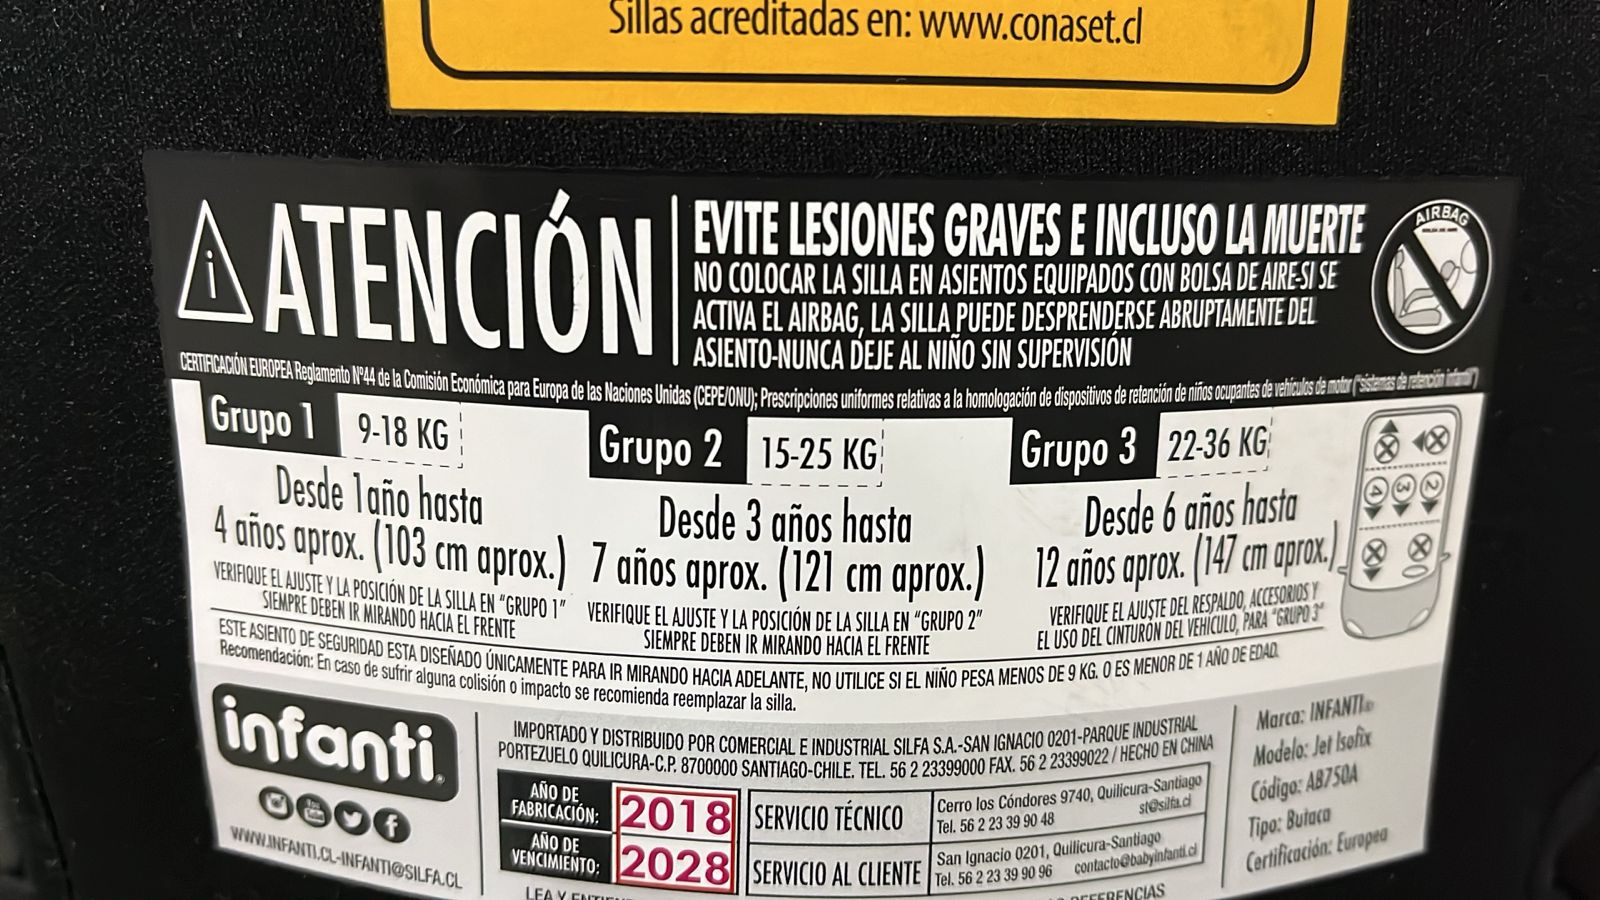 Sillas acreditadas en: www.conaset.cl
ATENCIÓN
EVITE LESIONES GRAVES E INCLUSO LA MUERTE
NO COLOCAR LA SILLA EN ASIENTOS EQUIPADOS CON BOLSA DE AIRE-SI SE
ACTIVA EL AIRBAG, LA SILLA PUEDE DESPRENDERSE ABRUPTAMENTE DEL
ASIENTO-NUNCA DEJE AL NIÑO SIN SUPERVISIÓN
AIRBAG
CERTIFICACIÓN EUROPEA Reglamento Nº44 de la Comisión Económica para Europa de las Naciones Unidas (CEPE/ONU); Prescripciones uniformes relativas a la homologación de dispositivos de retención de niños ocupantes de vehículos de motor ("sistemas de retención infantil")
Grupo 1 9-18 KG
Desde 1 año hasta
4 años aprox. (103 cm aprox.)
VERIFIQUE EL AJUSTE Y LA POSICIÓN DE LA SILLA EN "GRUPO 1"
SIEMPRE DEBEN IR MIRANDO HACIA EL FRENTE
Grupo 2 15-25 KG
Desde 3 años hasta
7 años aprox. (121 cm aprox.)
VERIFIQUE EL AJUSTE Y LA POSICIÓN DE LA SILLA EN "GRUPO 2"
SIEMPRE DEBEN IR MIRANDO HACIA EL FRENTE
Grupo 3 22-36 KG
Desde 6 años hasta
12 años aprox. (147 cm aprox.)
VERIFIQUE EL AJUSTE DEL RESPALDO, ACCESORIOS Y
EL USO DEL CINTURON DEL VEHICULO, PARA "GRUPO 3"
4 3 2
ESTE ASIENTO DE SEGURIDAD ESTA DISEÑADO ÚNICAMENTE PARA IR MIRANDO HACIA ADELANTE, NO UTILICE SI EL NIÑO PESA MENOS DE 9 KG. O ES MENOR DE 1 AÑO DE EDAD.
Recomendación: En caso de sufrir alguna colisión o impacto se recomienda reemplazar la silla.
infanti
WWW.INFANTI.CL-INFANTI@SILFA.CL
IMPORTADO Y DISTRIBUIDO POR COMERCIAL E INDUSTRIAL SILFA S.A.-SAN IGNACIO 0201-PARQUE INDUSTRIAL
PORTEZUELO QUILICURA-C.P. 8700000 SANTIAGO-CHILE. TEL. 56 2 23399000 FAX. 56 2 23399022 / HECHO EN CHINA
AÑO DE
FABRICACIÓN: 2018
AÑO DE
VENCIMIENTO: 2028
SERVICIO TÉCNICO
Cerro los Cóndores 9740, Quilicura-Santiago
Tel. 56 2 23 39 90 48 st@silfa.cl
SERVICIO AL CLIENTE
San Ignacio 0201, Quilicura-Santiago
Tel. 56 2 23 39 90 96 contacto@babyinfanti.cl
Marca: INFANTI®
Modelo: Jet Isofix
Código: AB750A
Tipo: Butaca
Certificación: Europea
LEA Y